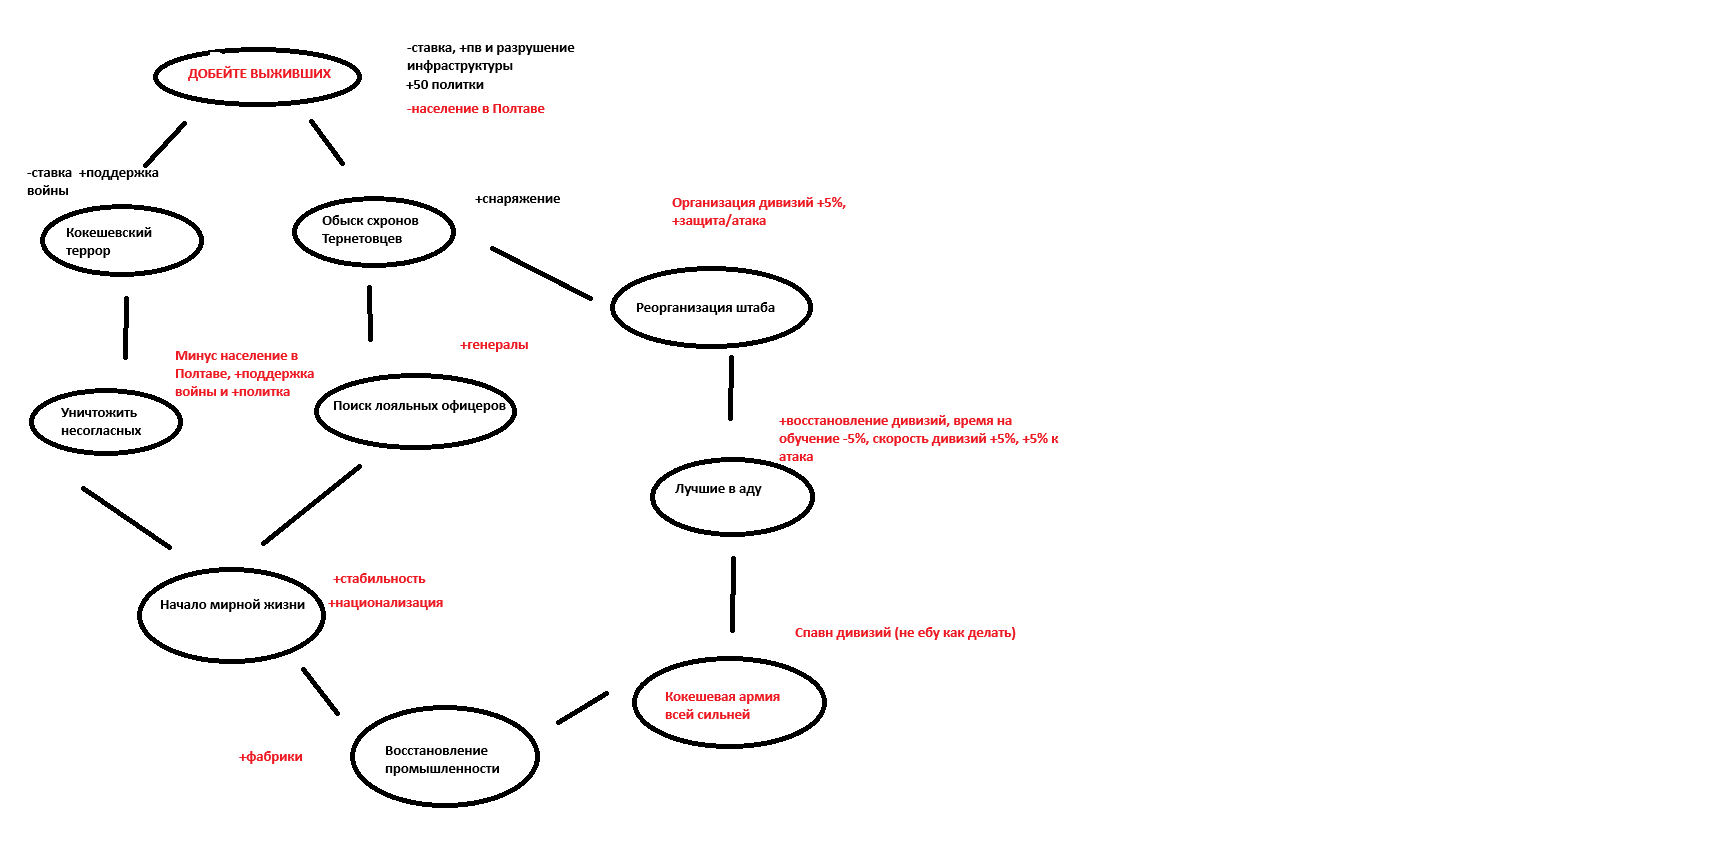 -ставка, +пв и разрушение
инфраструктуры
+50 политки
-население в Полтаве
ДОБЕЙТЕ ВЫЖИВШИХ
-ставка  +поддержка
войны
Кокешевский
террор
Обыск схронов
Тернетовцев
+снаряжение
Организация дивизий +5%,
+защита/атака
Реорганизация штаба
+генералы
Минус население в
Полтаве, +поддержка
войны и +политка
Уничтожить
несогласных
Поиск лояльных офицеров
+восстановление дивизий, время на
обучение -5%, скорость дивизий +5%, +5% к
атака
Лучшие в аду
+стабильность
+национализация
Начало мирной жизни
Спавн дивизий (не ебу как делать)
Кокешевая армия
всей сильней
+фабрики
Восстановление
промышленности